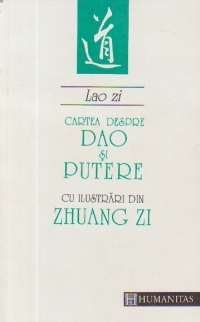 道
Lao zi
CARTEA DESPRE
DAO
ȘI
PUTERE
CU ILUSTRĂRI DIN
ZHUANG ZI
HUMANITAS